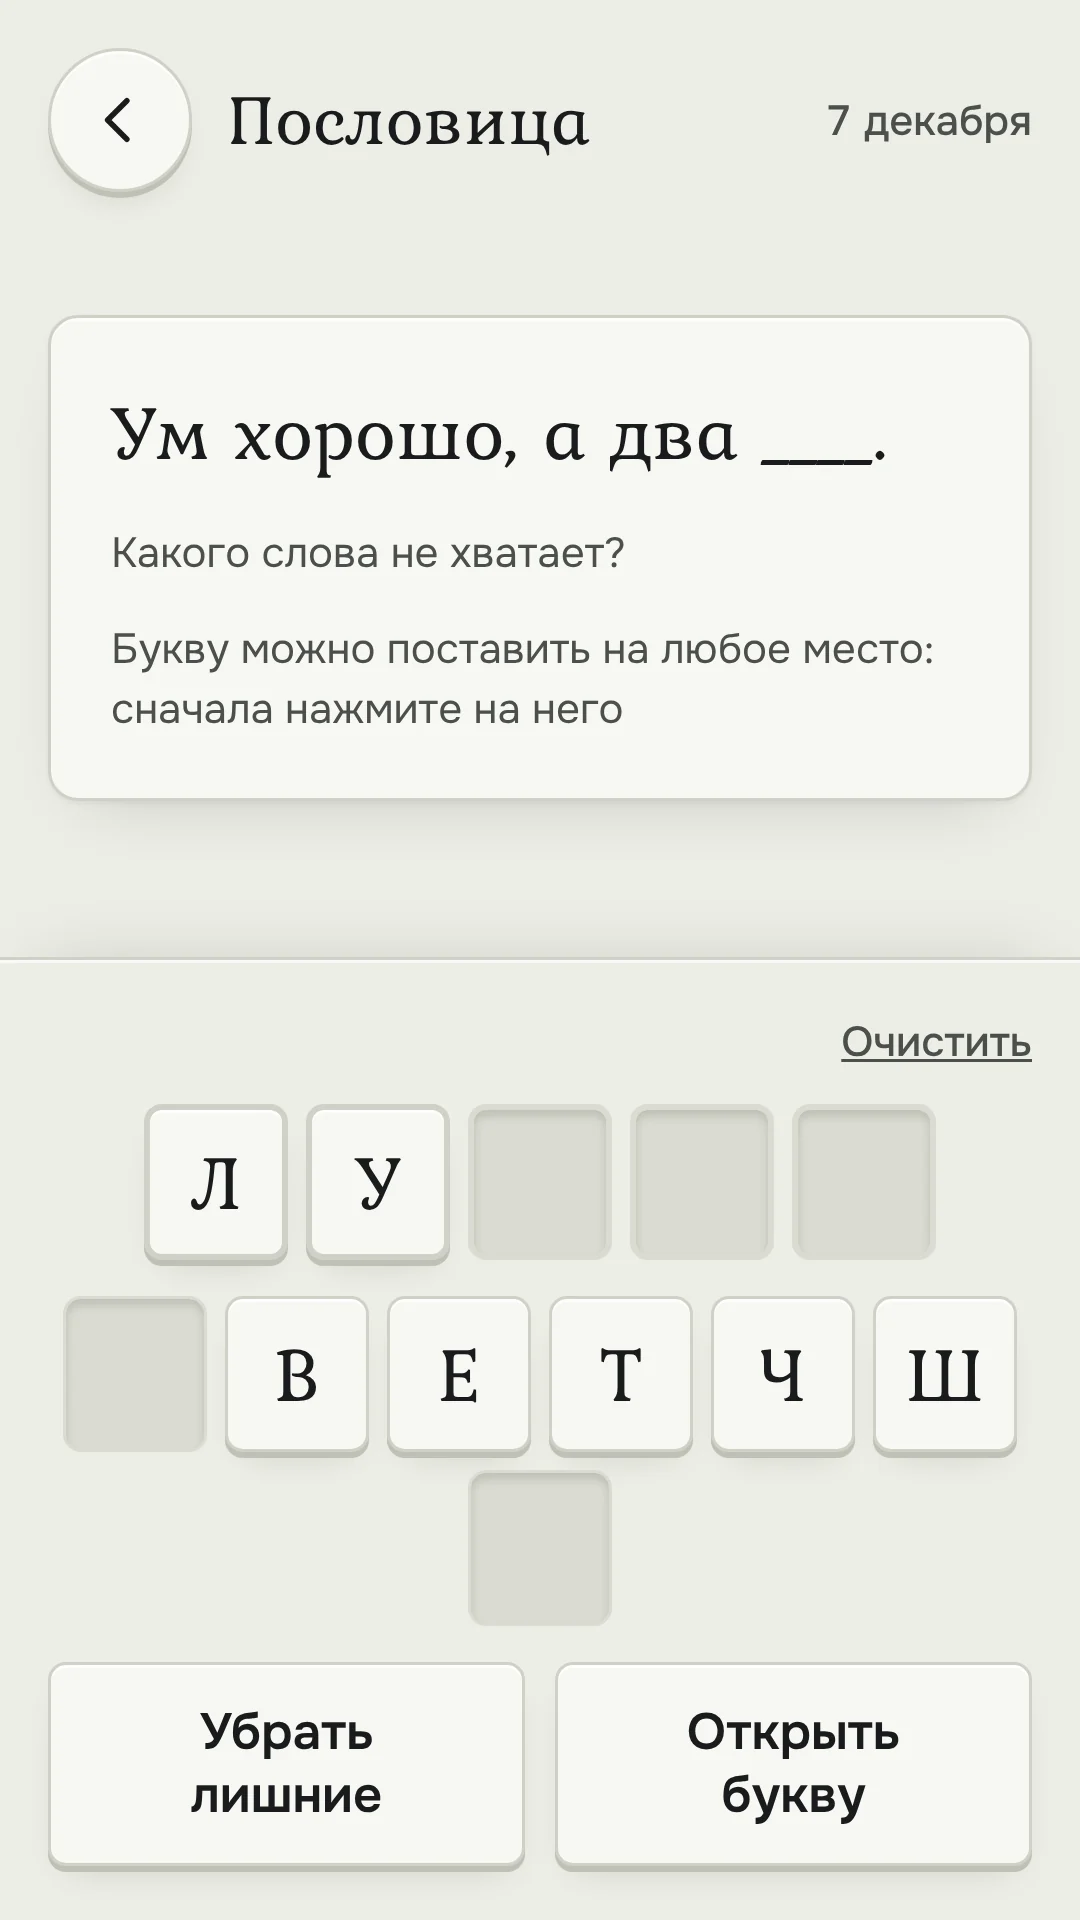 Пословица
7 декабря
Ум хорошо, а два ____.
Какого слова не хватает?
Букву можно поставить на любое место:
сначала нажмите на него
Очистить
Л У
В Е Т Ч Ш
Убрать
лишние
Открыть
букву